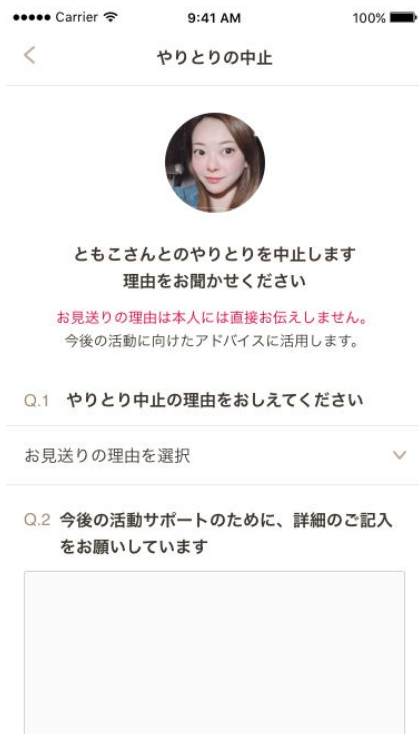 Carrier 9:41 AM 100%
やりとりの中止
ともこさんとのやりとりを中止します
理由をお聞かせください
お見送りの理由は本人には直接お伝えしません。
今後の活動に向けたアドバイスに活用します。
Q.1 やりとり中止の理由をおしえてください
お見送りの理由を選択
Q.2 今後の活動サポートのために、詳細のご記入
をお願いしています